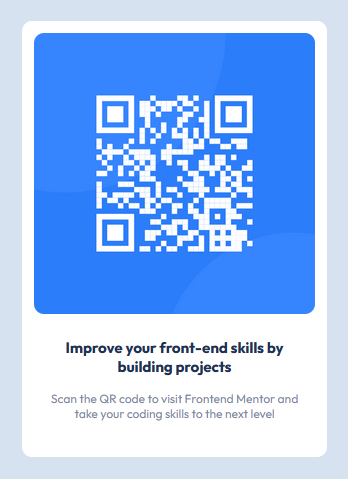 Improve your front-end skills by
building projects
Scan the QR code to visit Frontend Mentor and
take your coding skills to the next level